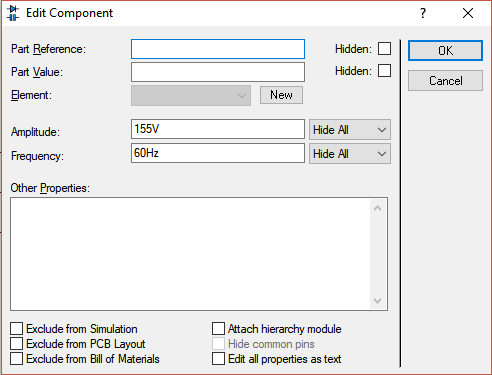 Edit Component
? ×
Part Reference: Hidden: OK
Part Value: Hidden:
Element: New Cancel
Amplitude: 155V Hide All
Frequency: 60Hz Hide All
Other Properties:
Exclude from Simulation Attach hierarchy module
Exclude from PCB Layout Hide common pins
Exclude from Bill of Materials Edit all properties as text